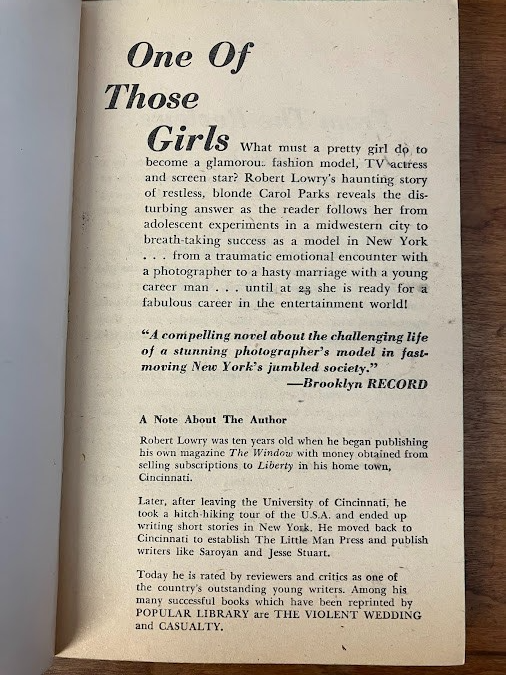 One Of
Those
Girls What must a pretty girl do to
become a glamorou.. fashion model, TV actress
and screen star? Robert Lowry's haunting story
of restless, blonde Carol Parks reveals the dis-
turbing answer as the reader follows her from
adolescent experiments in a midwestern city to
breath-taking success as a model in New York
. . . from a traumatic emotional encounter with
a photographer to a hasty marriage with a young
career man . . . until at 23 she is ready for a
fabulous career in the entertainment world!
“A compelling novel about the challenging life
of a stunning photographer's model in fast-
moving New York's jumbled society.”
—Brooklyn RECORD
A Note About The Author
Robert Lowry was ten years old when he began publishing
his own magazine The Window with money obtained from
selling subscriptions to Liberty in his home town,
Cincinnati.
Later, after leaving the University of Cincinnati, he
took a hitch-hiking tour of the U.S.A. and ended up
writing short stories in New York. He moved back to
Cincinnati to establish The Little Man Press and publish
writers like Saroyan and Jesse Stuart.
Today he is rated by reviewers and critics as one of
the country's outstanding young writers. Among his
many successful books which have been reprinted by
POPULAR LIBRARY are THE VIOLENT WEDDING
and CASUALTY.